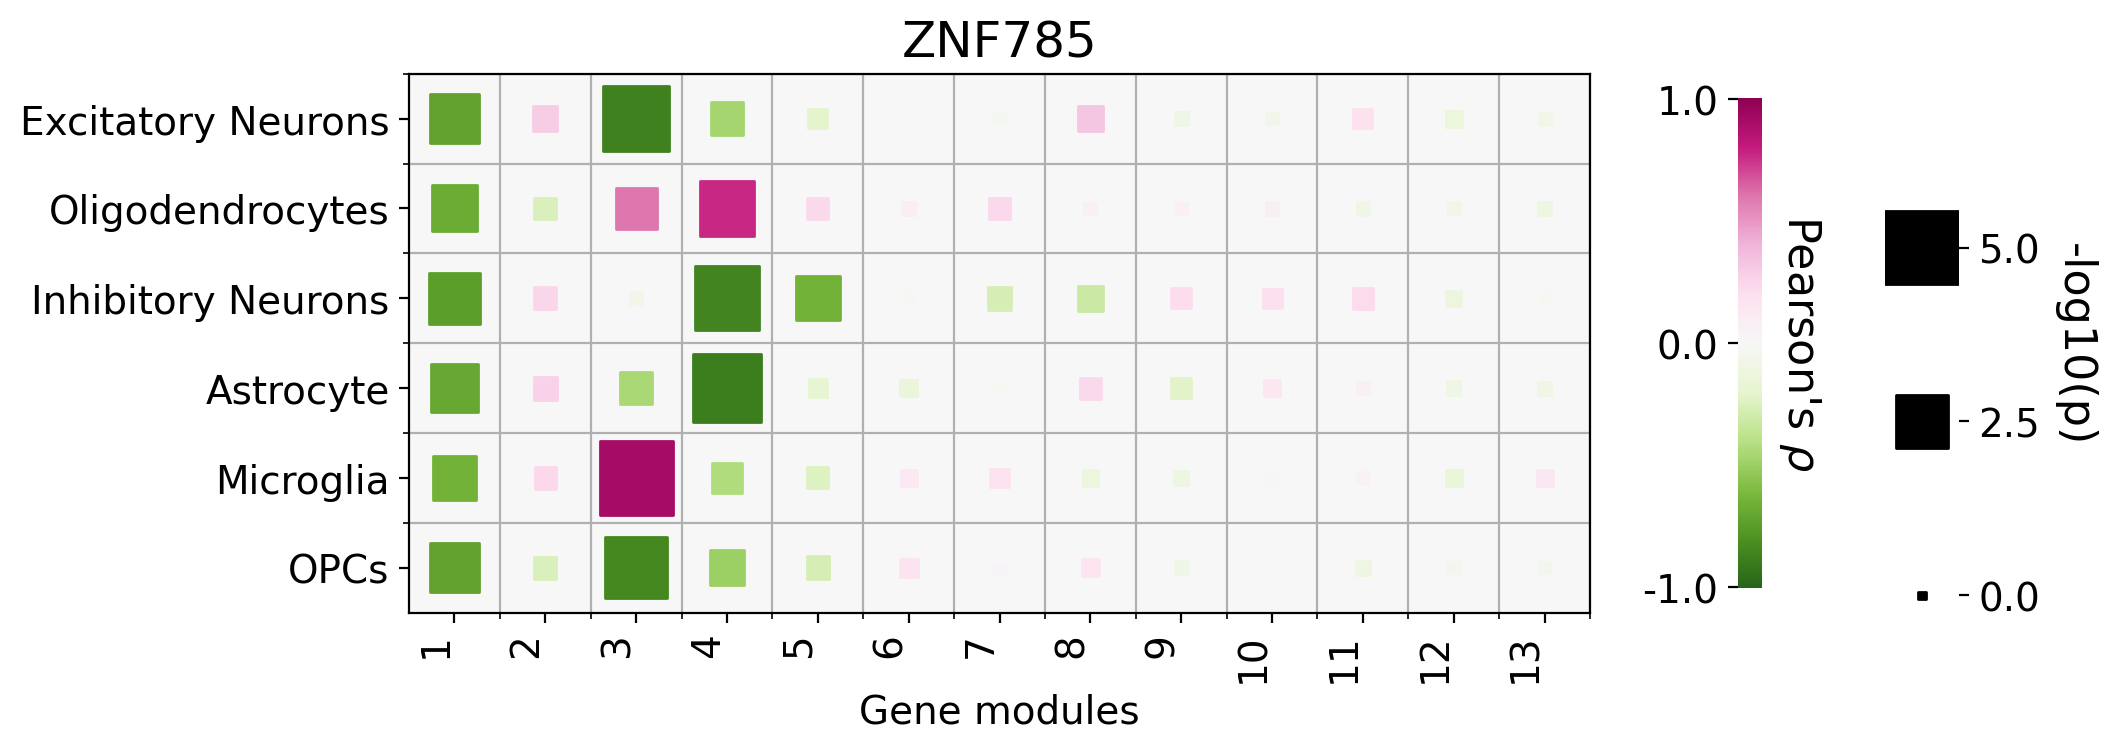 ZNF785
Excitatory Neurons
Oligodendrocytes
Inhibitory Neurons
Astrocyte
Microglia
OPCs
1 2 3 4 5 6 7 8 9 10 11 12 13
Gene modules
1.0
0.0
-1.0
Pearson's ρ
5.0
2.5
0.0
-log10(p)